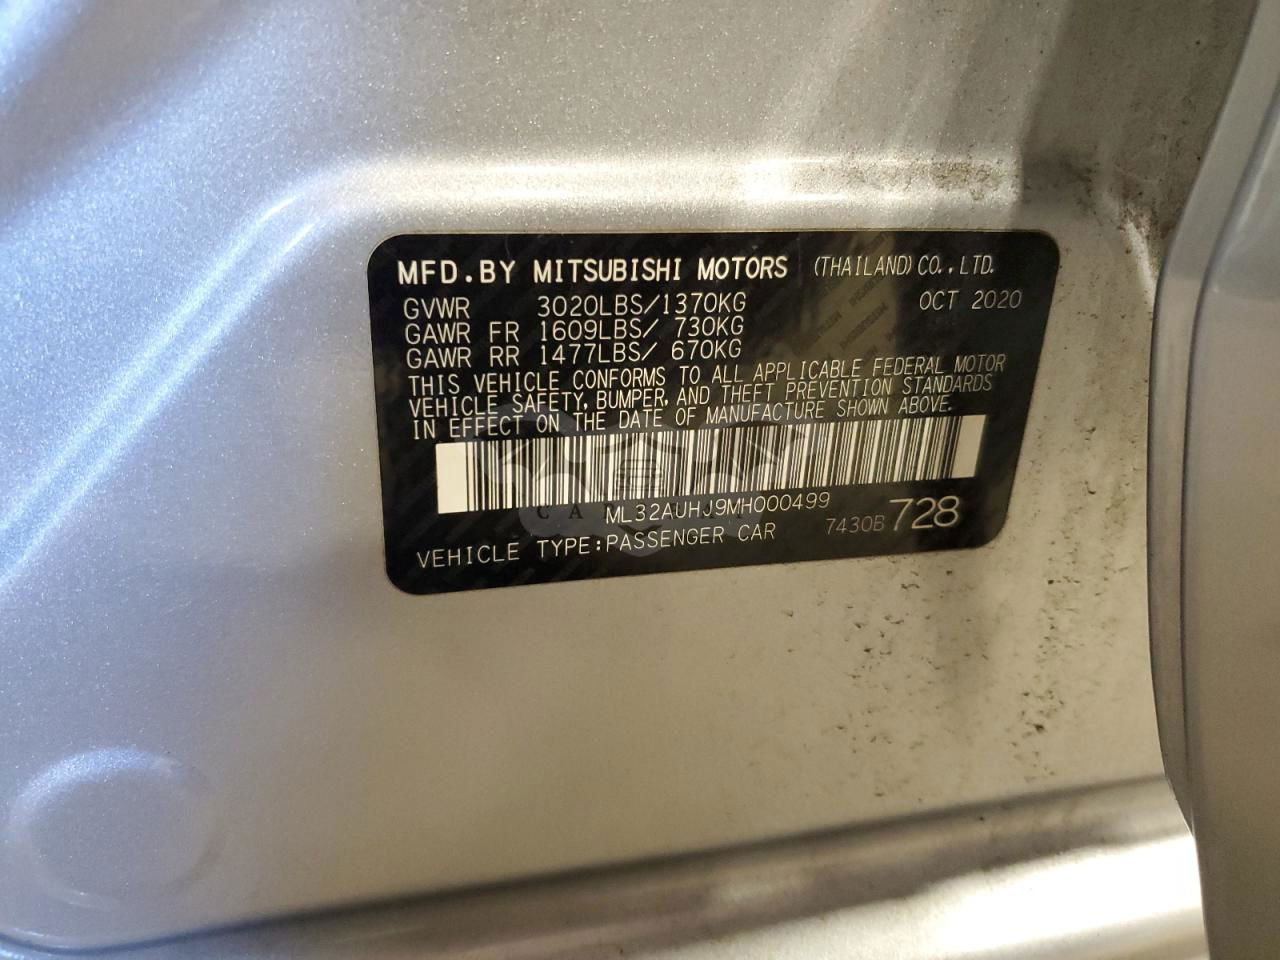 MFD.BY MITSUBISHI MOTORS (THAILAND) CO.,LTD.
GVWR 3020LBS/1370KG OCT 2020
GAWR FR 1609LBS/ 730KG
GAWR RR 1477LBS/ 670KG
THIS VEHICLE CONFORMS TO ALL APPLICABLE FEDERAL MOTOR
VEHICLE SAFETY, BUMPER, AND THEFT PREVENTION STANDARDS
IN EFFECT ON THE DATE OF MANUFACTURE SHOWN ABOVE.
ML32AUHJ9MH000499
7430B 728
VEHICLE TYPE:PASSENGER CAR